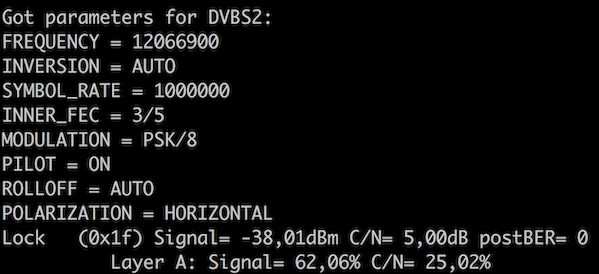 Got parameters for DVBS2:
FREQUENCY = 12066900
INVERSION = AUTO
SYMBOL_RATE = 1000000
INNER_FEC = 3/5
MODULATION = PSK/8
PILOT = ON
ROLLOFF = AUTO
POLARIZATION = HORIZONTAL
Lock   (0x1f) Signal= -38,01dBm C/N= 5,00dB postBER= 0
Layer A: Signal= 62,06% C/N= 25,02%